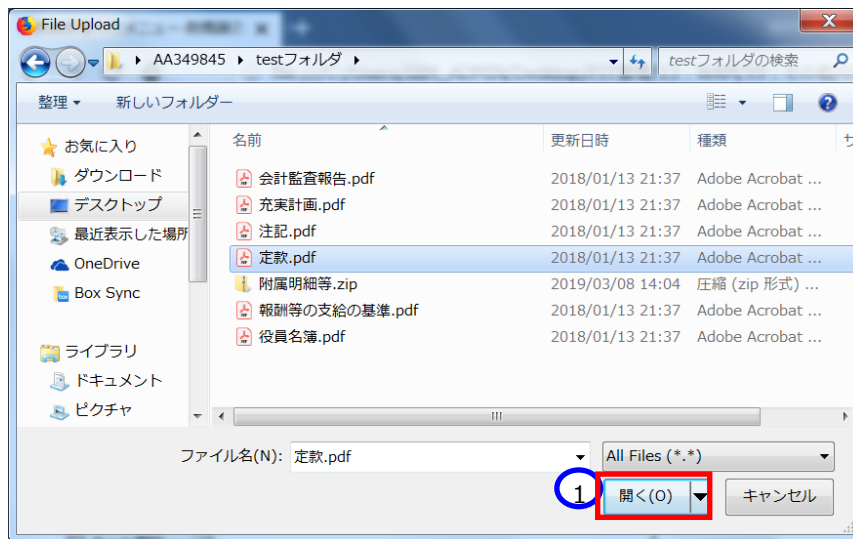 File Upload
AA349845 ▸ testフォルダ ▸
testフォルダの検索
整理 ▾ 新しいフォルダー
お気に入り
ダウンロード
デスクトップ
最近表示した場所
OneDrive
Box Sync
ライブラリ
ドキュメント
ピクチャ
名前 更新日時 種類 サ
会計監査報告.pdf 2018/01/13 21:37 Adobe Acrobat ...
充実計画.pdf 2018/01/13 21:37 Adobe Acrobat ...
注記.pdf 2018/01/13 21:37 Adobe Acrobat ...
定款.pdf 2018/01/13 21:37 Adobe Acrobat ...
附属明細等.zip 2019/03/08 14:04 圧縮 (zip 形式) ...
報酬等の支給の基準.pdf 2018/01/13 21:37 Adobe Acrobat ...
役員名簿.pdf 2018/01/13 21:37 Adobe Acrobat ...
ファイル名(N): 定款.pdf
All Files (*.*)
1 開く(O) キャンセル